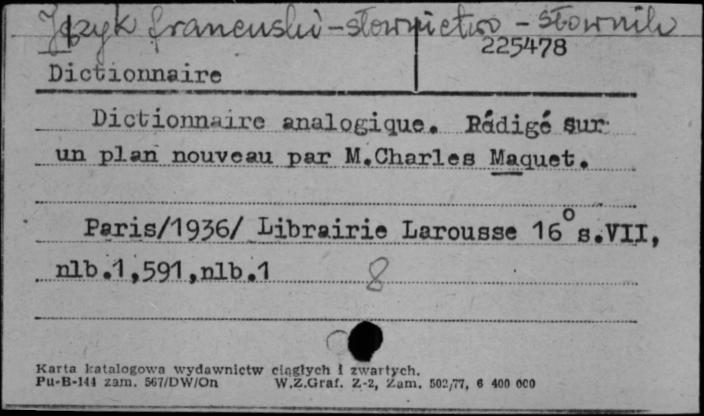 Język francuski - słownictwo - słownik
225478
Dictionnaire
Dictionnaire analogique. Rádigé sur
un plan nouveau par M.Charles Maquet.
Paris/1936/ Librairie Larousse 16° s.VII,
nlb.1,591,nlb.1
8
Karta katalogowa wydawnictw ciągłych i zwartych.
Pu-B-144 zam. 567/DW/On W.Z.Graf. Z-2, Zam. 502/77, 6 400 000